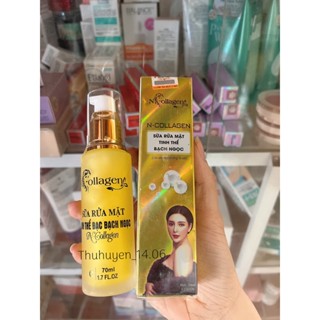 N Collagen
N-COLLAGEN
SỮA RỬA MẶT
TINH THỂ
BẠCH NGỌC
Collagen
SỮA RỬA MẶT
TINH THỂ BẠC BẠCH NGỌC
N Collagen
70ml
1.7 FL.OZ
Thuhuyen_14.06